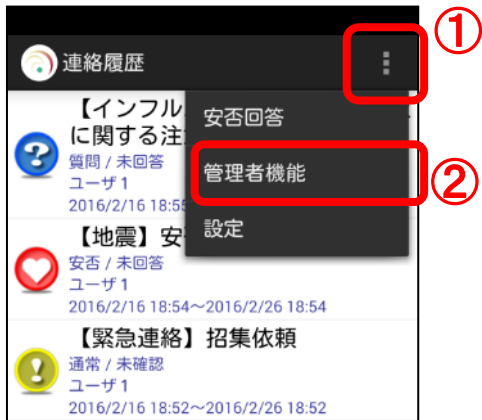 ①
連絡履歴
【インフル
に関する注
質問 / 未回答
ユーザ1
2016/2/16 18:55
安否回答
管理者機能
②
設定
【地震】安
安否 / 未回答
ユーザ1
2016/2/16 18:54～2016/2/26 18:54
【緊急連絡】招集依頼
通常 / 未確認
ユーザ1
2016/2/16 18:52～2016/2/26 18:52